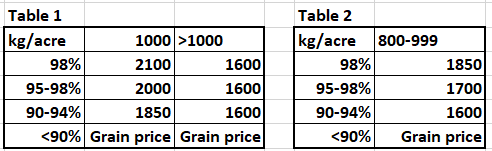 Table 1 Table 2
kg/acre 1000 >1000 kg/acre 800-999
98% 2100 1600 98% 1850
95-98% 2000 1600 95-98% 1700
90-94% 1850 1600 90-94% 1600
<90% Grain price Grain price <90% Grain price